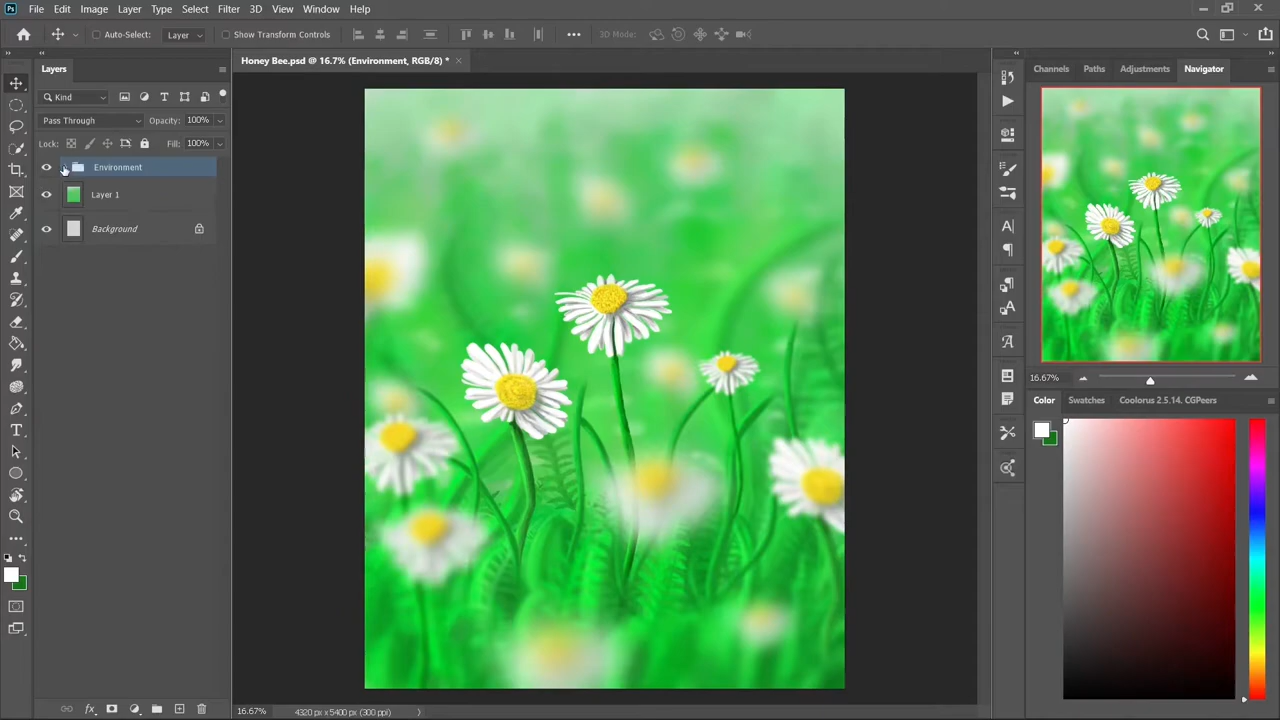 Ps File Edit Image Layer Type Select Filter 3D View Window Help
Auto-Select: Layer Show Transform Controls 3D Mode:
Layers
Honey Bee.psd @ 16.7% (Environment, RGB/8) *
Channels Paths Adjustments Navigator
Kind
Pass Through Opacity: 100%
Lock: Fill: 100%
Environment
Layer 1
Background
16.67%
Color Swatches Coolorus 2.5.14. CGPeers
16.67% 4320 px x 5400 px (300 ppi)